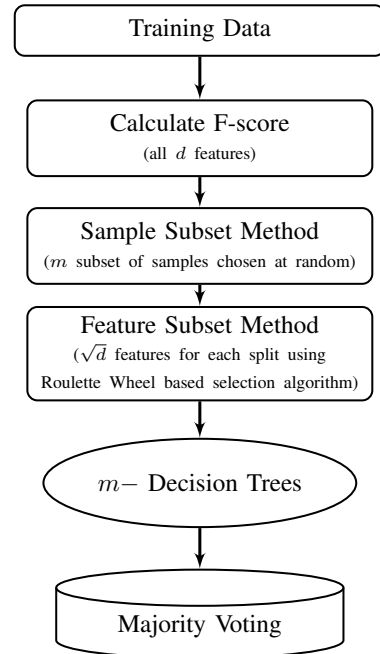 Training Data
Calculate F-score
(all d features)
Sample Subset Method
(m subset of samples chosen at random)
Feature Subset Method
(√d features for each split using
Roulette Wheel based selection algorithm)
m− Decision Trees
Majority Voting